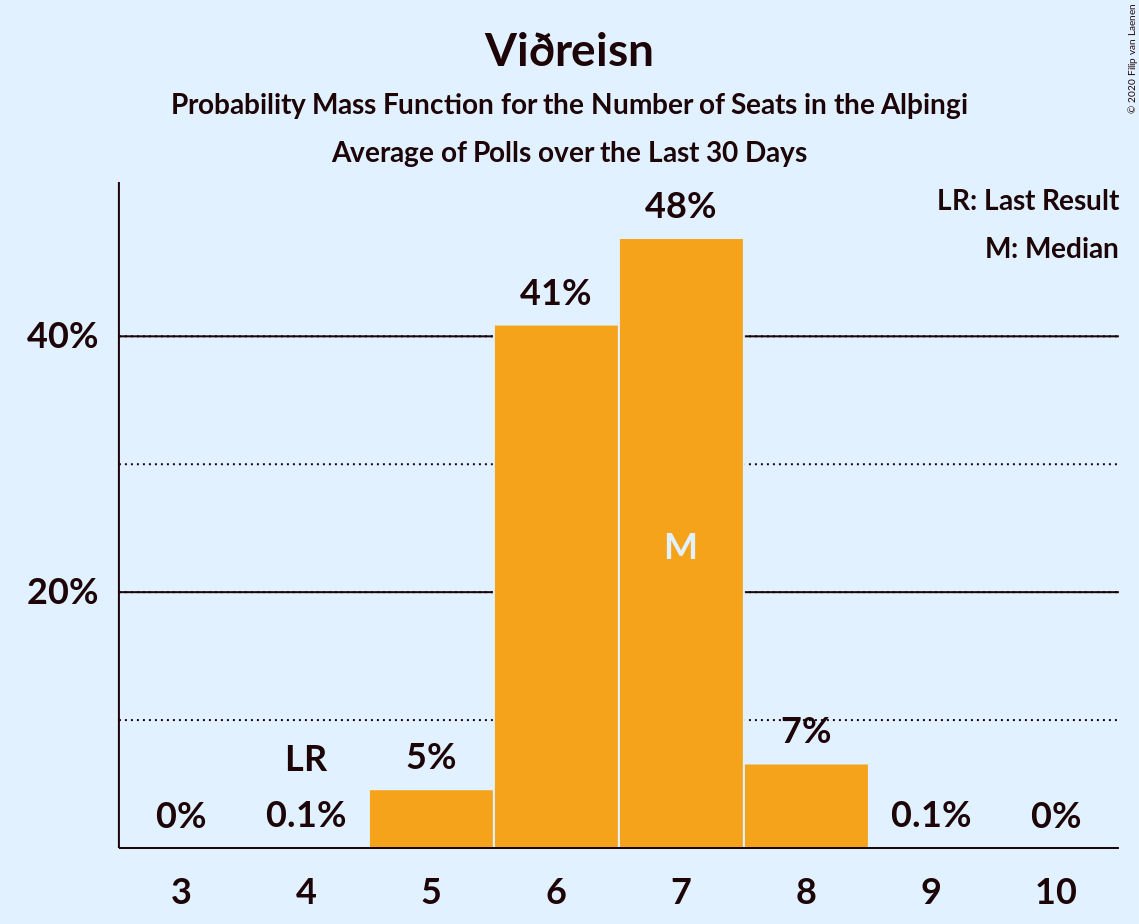 Viðreisn
Probability Mass Function for the Number of Seats in the Alþingi
Average of Polls over the Last 30 Days
© 2020 Filip van Laenen
LR: Last Result
M: Median
48%
41%
40%
M
20%
7%
5%
LR
0%
0.1%
0.1%
0%
3 4 5 6 7 8 9 10